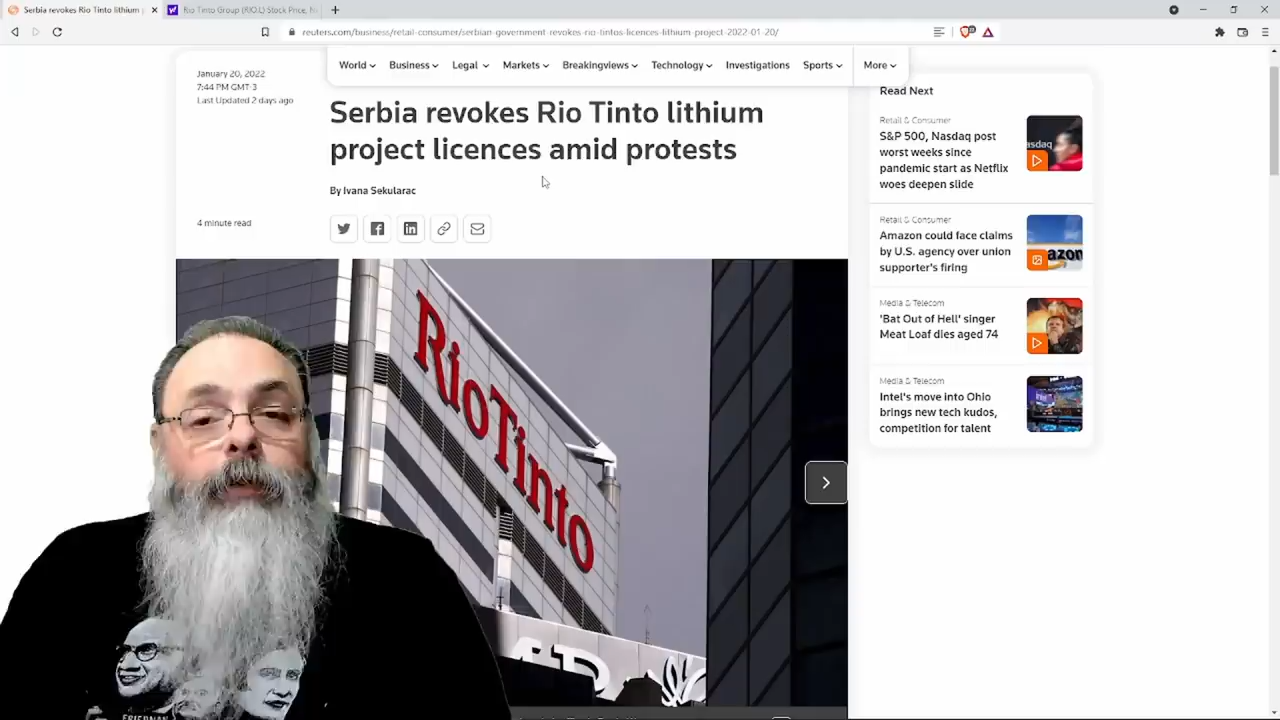 Serbia revokes Rio Tinto lithium
Rio Tinto Group (RIO.L) Stock Price, N
reuters.com/business/retail-consumer/serbian-government-revokes-rio-tintos-licences-lithium-project-2022-01-20/
World
Business
Legal
Markets
Breakingviews
Technology
Investigations
Sports
More
January 20, 2022
7:44 PM GMT-3
Last Updated 2 days ago
Serbia revokes Rio Tinto lithium
project licences amid protests
By Ivana Sekularac
4 minute read
RioTinto
FRIEDMAN
Read Next
Retail & Consumer
S&P 500, Nasdaq post
worst weeks since
pandemic start as Netflix
woes deepen slide
asdaq
Retail & Consumer
Amazon could face claims
by U.S. agency over union
supporter's firing
azon
Media & Telecom
'Bat Out of Hell' singer
Meat Loaf dies aged 74
Media & Telecom
Intel's move into Ohio
brings new tech kudos,
competition for talent